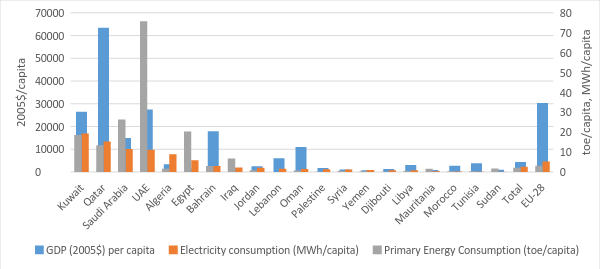 70000
60000
50000
40000
30000
20000
10000
0
2005$/capita
80
70
60
50
40
30
20
10
0
toe/capita, MWh/capita
Kuwait
Qatar
Saudi Arabia
UAE
Algeria
Egypt
Bahrain
Iraq
Jordan
Lebanon
Oman
Palestine
Syria
Yemen
Djibouti
Libya
Mauritania
Morocco
Tunisia
Sudan
Total
EU-28
GDP (2005$) per capita
Electricity consumption (MWh/capita)
Primary Energy Consumption (toe/capita)